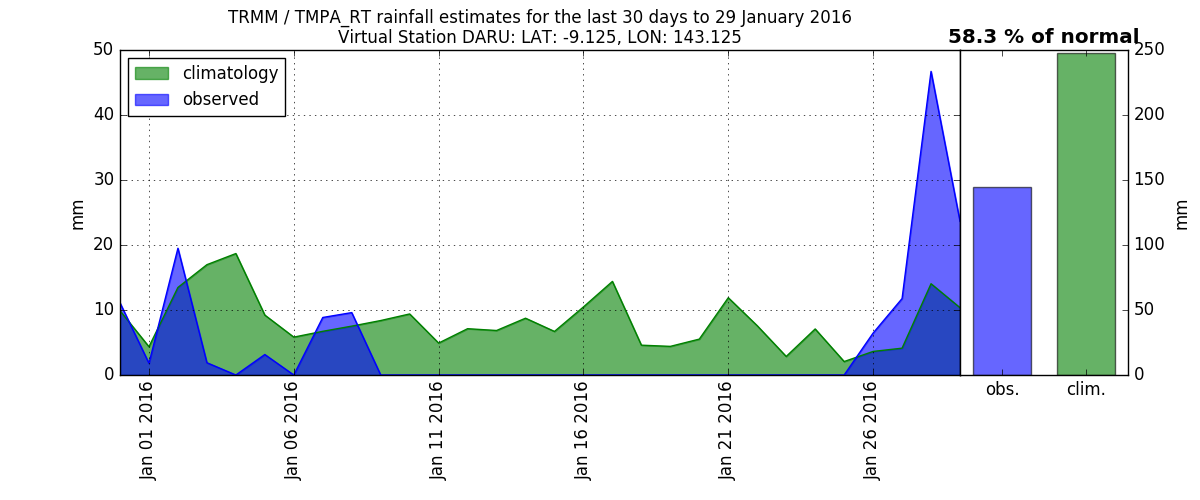 TRMM / TMPA_RT rainfall estimates for the last 30 days to 29 January 2016
Virtual Station DARU: LAT: -9.125, LON: 143.125
58.3 % of normal
climatology
observed
50
40
30
20
10
0
mm
250
200
150
100
50
0
mm
Jan 01 2016
Jan 06 2016
Jan 11 2016
Jan 16 2016
Jan 21 2016
Jan 26 2016
obs.
clim.